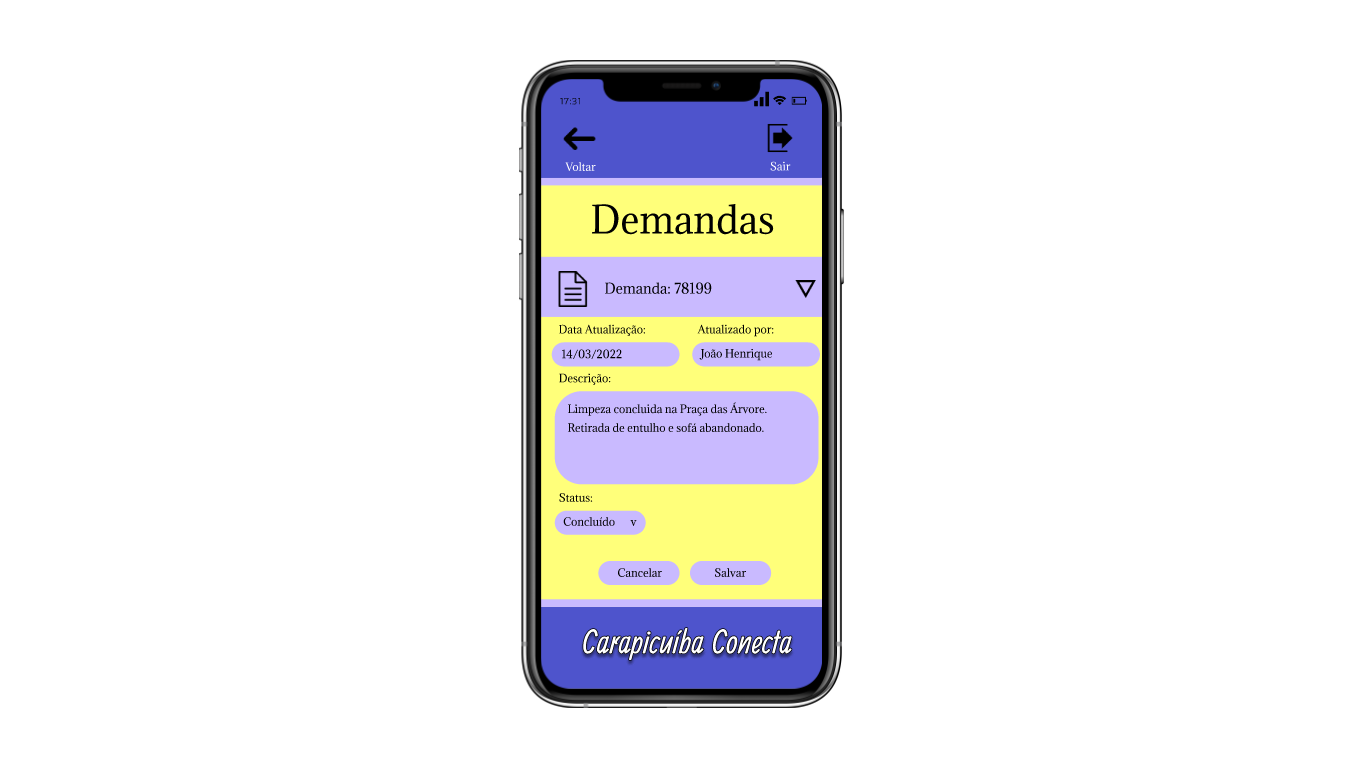 17:31
Voltar
Sair
Demandas
Demanda: 78199
Data Atualização:
Atualizado por:
14/03/2022
João Henrique
Descrição:
Limpeza concluida na Praça das Árvore.
Retirada de entulho e sofá abandonado.
Status:
Concluído v
Cancelar
Salvar
Carapicuíba Conecta